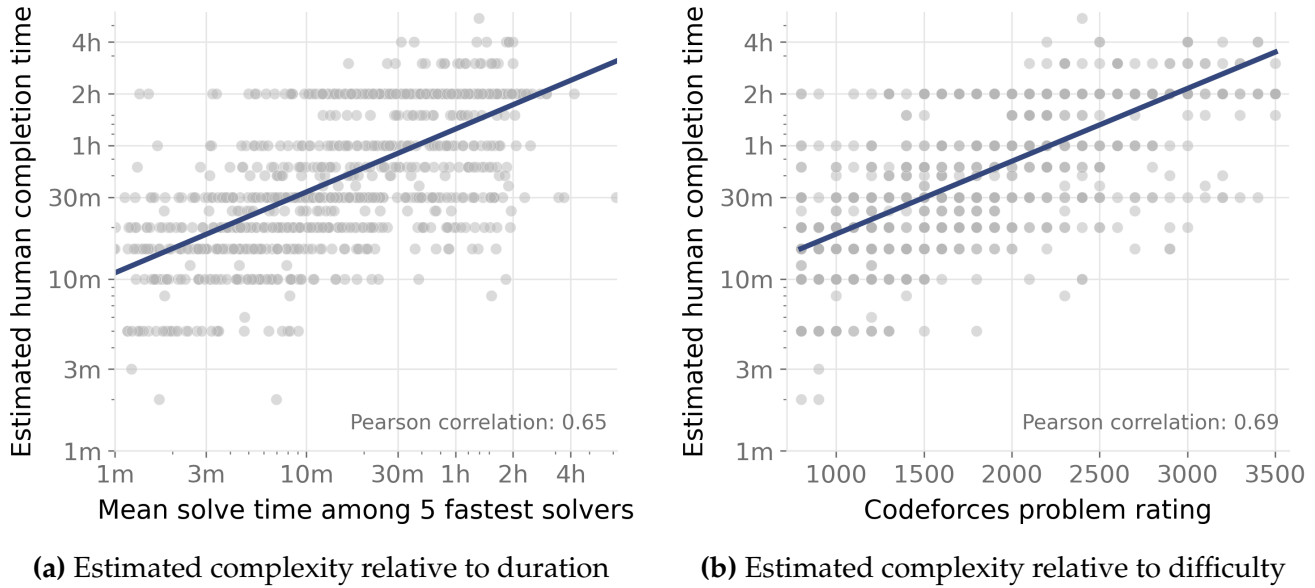 Estimated human completion time
4h
2h
1h
30m
10m
3m
1m
Pearson correlation: 0.65
1m 3m 10m 30m 1h 2h 4h
Mean solve time among 5 fastest solvers
(a) Estimated complexity relative to duration
Estimated human completion time
4h
2h
1h
30m
10m
3m
1m
Pearson correlation: 0.69
1000 1500 2000 2500 3000 3500
Codeforces problem rating
(b) Estimated complexity relative to difficulty